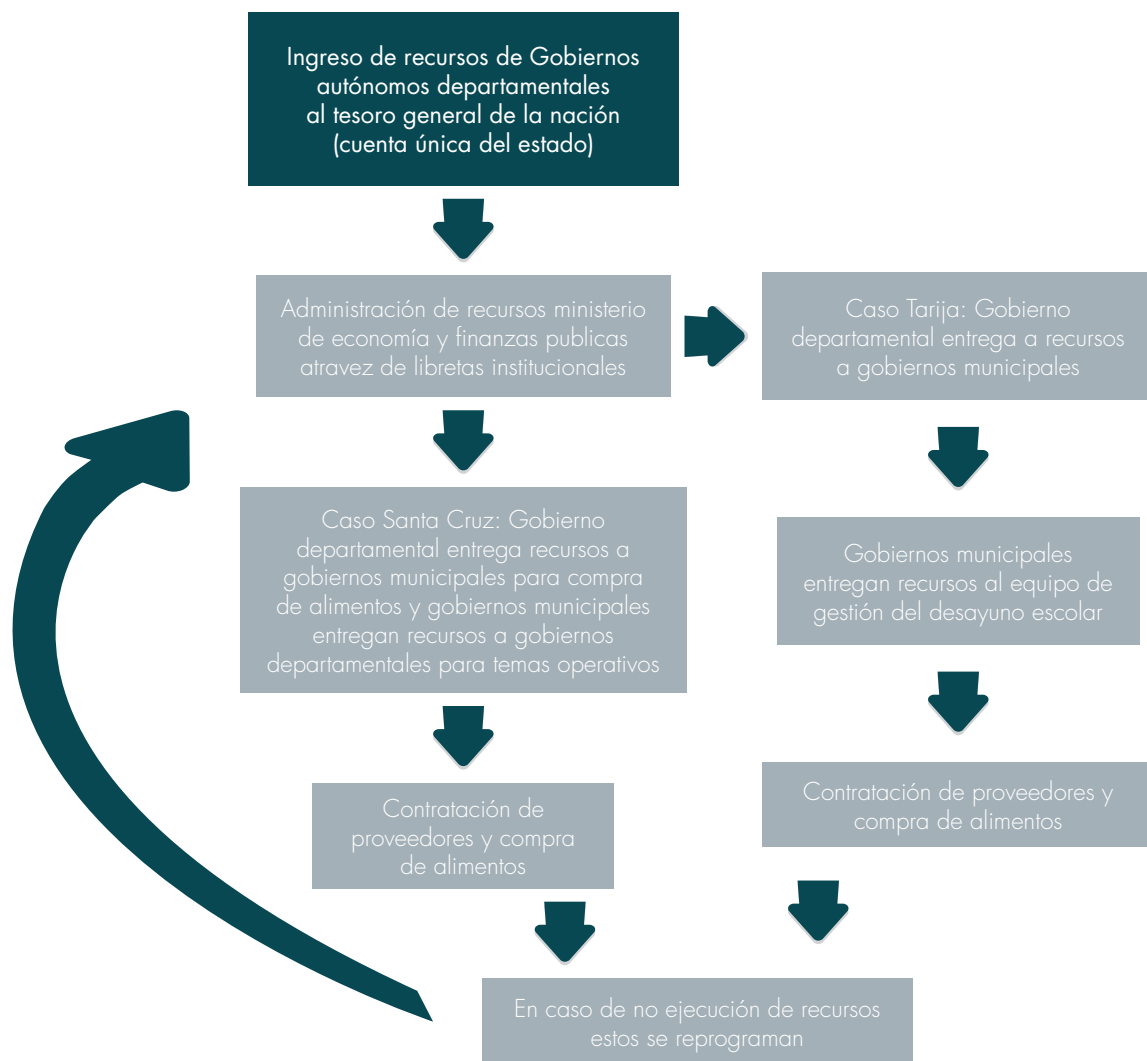 Ingreso de recursos de Gobiernos
autónomos departamentales
al tesoro general de la nación
(cuenta única del estado)
Administración de recursos ministerio
de economía y finanzas publicas
atravez de libretas institucionales
Caso Tarija: Gobierno
departamental entrega a recursos
a gobiernos municipales
Caso Santa Cruz: Gobierno
departamental entrega recursos a
gobiernos municipales para compra
de alimentos y gobiernos municipales
entregan recursos a gobiernos
departamentales para temas operativos
Gobiernos municipales
entregan recursos al equipo de
gestión del desayuno escolar
Contratación de
proveedores y compra
de alimentos
Contratación de proveedores y
compra de alimentos
En caso de no ejecución de recursos
estos se reprograman